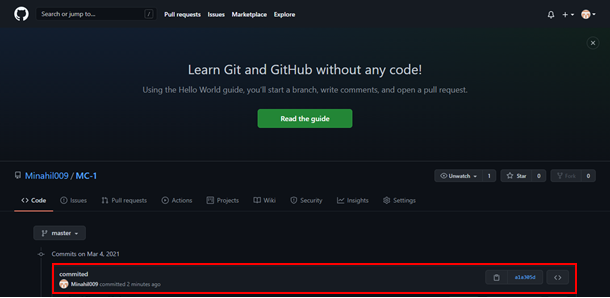 Search or jump to... / Pull requests Issues Marketplace Explore
Learn Git and GitHub without any code!
Using the Hello World guide, you'll start a branch, write comments, and open a pull request.
Read the guide
Minahil009 / MC-1 Unwatch 1 Star 0 Fork 0
Code Issues Pull requests Actions Projects Wiki Security Insights Settings
master
Commits on Mar 4, 2021
commited
Minahil009 committed 2 minutes ago a1a305d